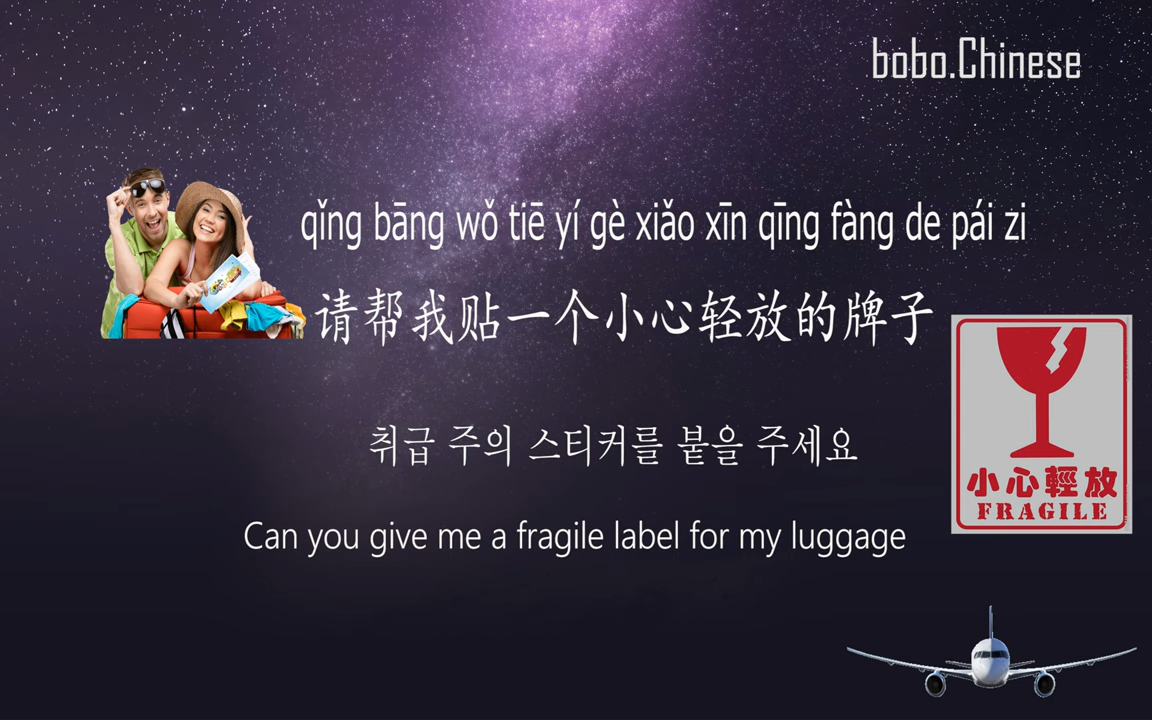 bobo.Chinese
qǐng bāng wǒ tiē yí gè xiǎo xīn qīng fàng de pái zi
请帮我贴一个小心轻放的牌子
취급 주의 스티커를 붙을 주세요
小心輕放
FRAGILE
Can you give me a fragile label for my luggage